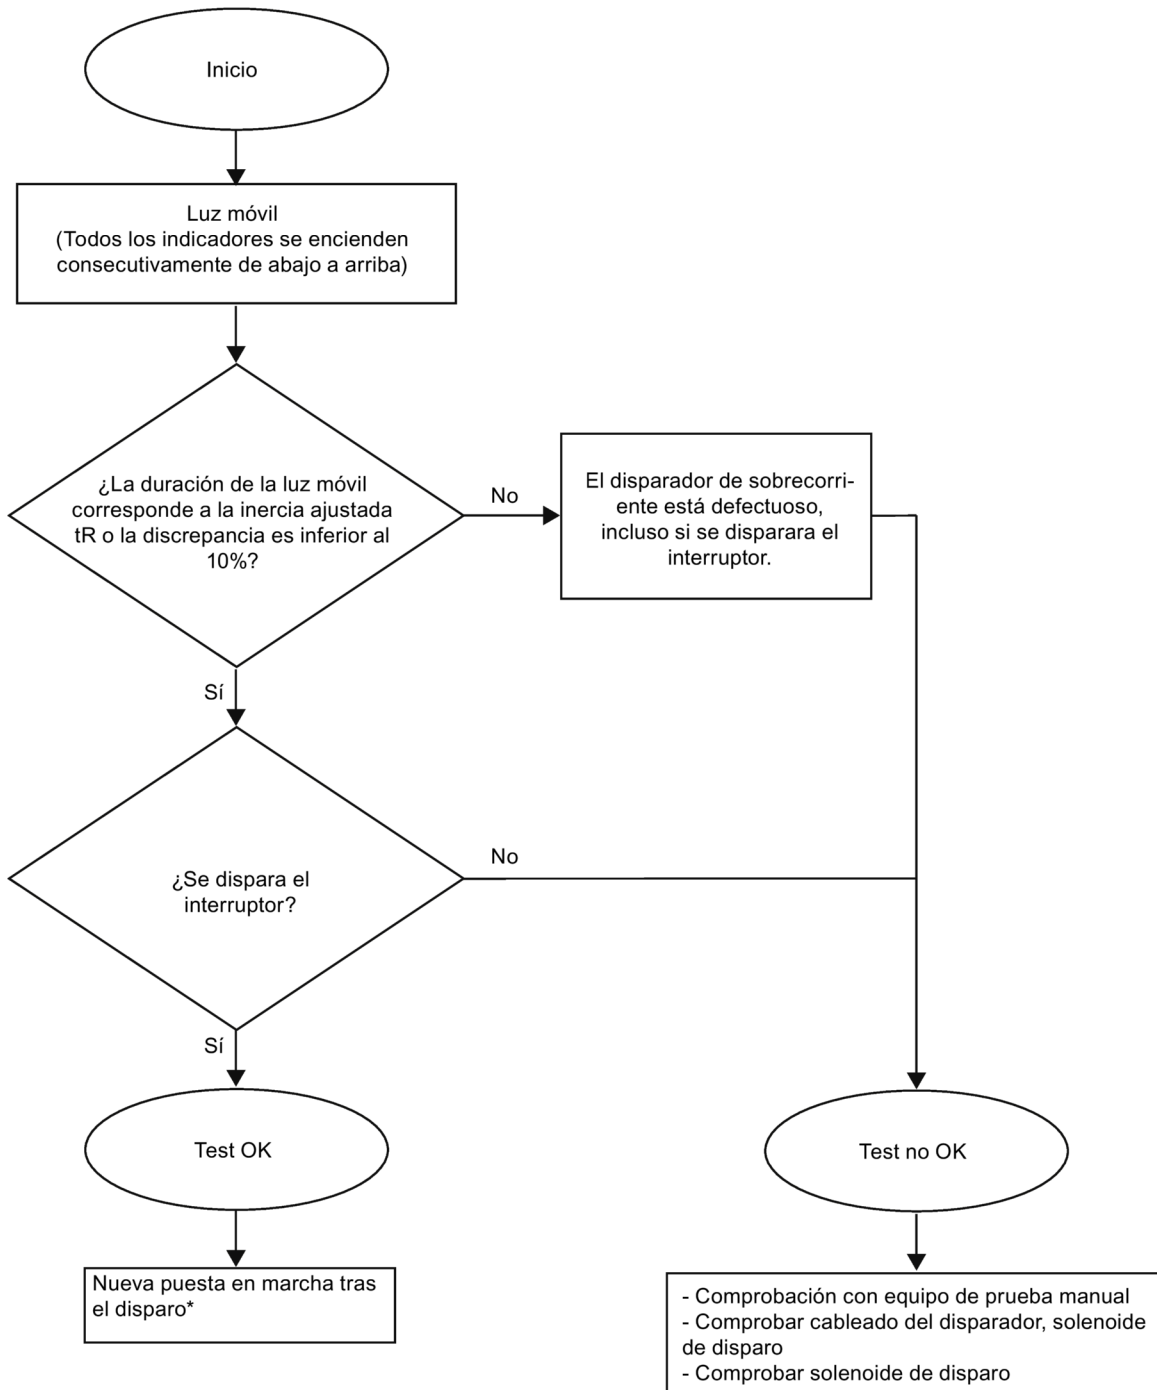 Inicio
Luz móvil
(Todos los indicadores se encienden
consecutivamente de abajo a arriba)
¿La duración de la luz móvil
corresponde a la inercia ajustada
tR o la discrepancia es inferior al
10%?
No
El disparador de sobrecorri-
ente está defectuoso,
incluso si se disparara el
interruptor.
Sí
¿Se dispara el
interruptor?
No
Sí
Test OK
Test no OK
Nueva puesta en marcha tras
el disparo*
- Comprobación con equipo de prueba manual
- Comprobar cableado del disparador, solenoide
de disparo
- Comprobar solenoide de disparo